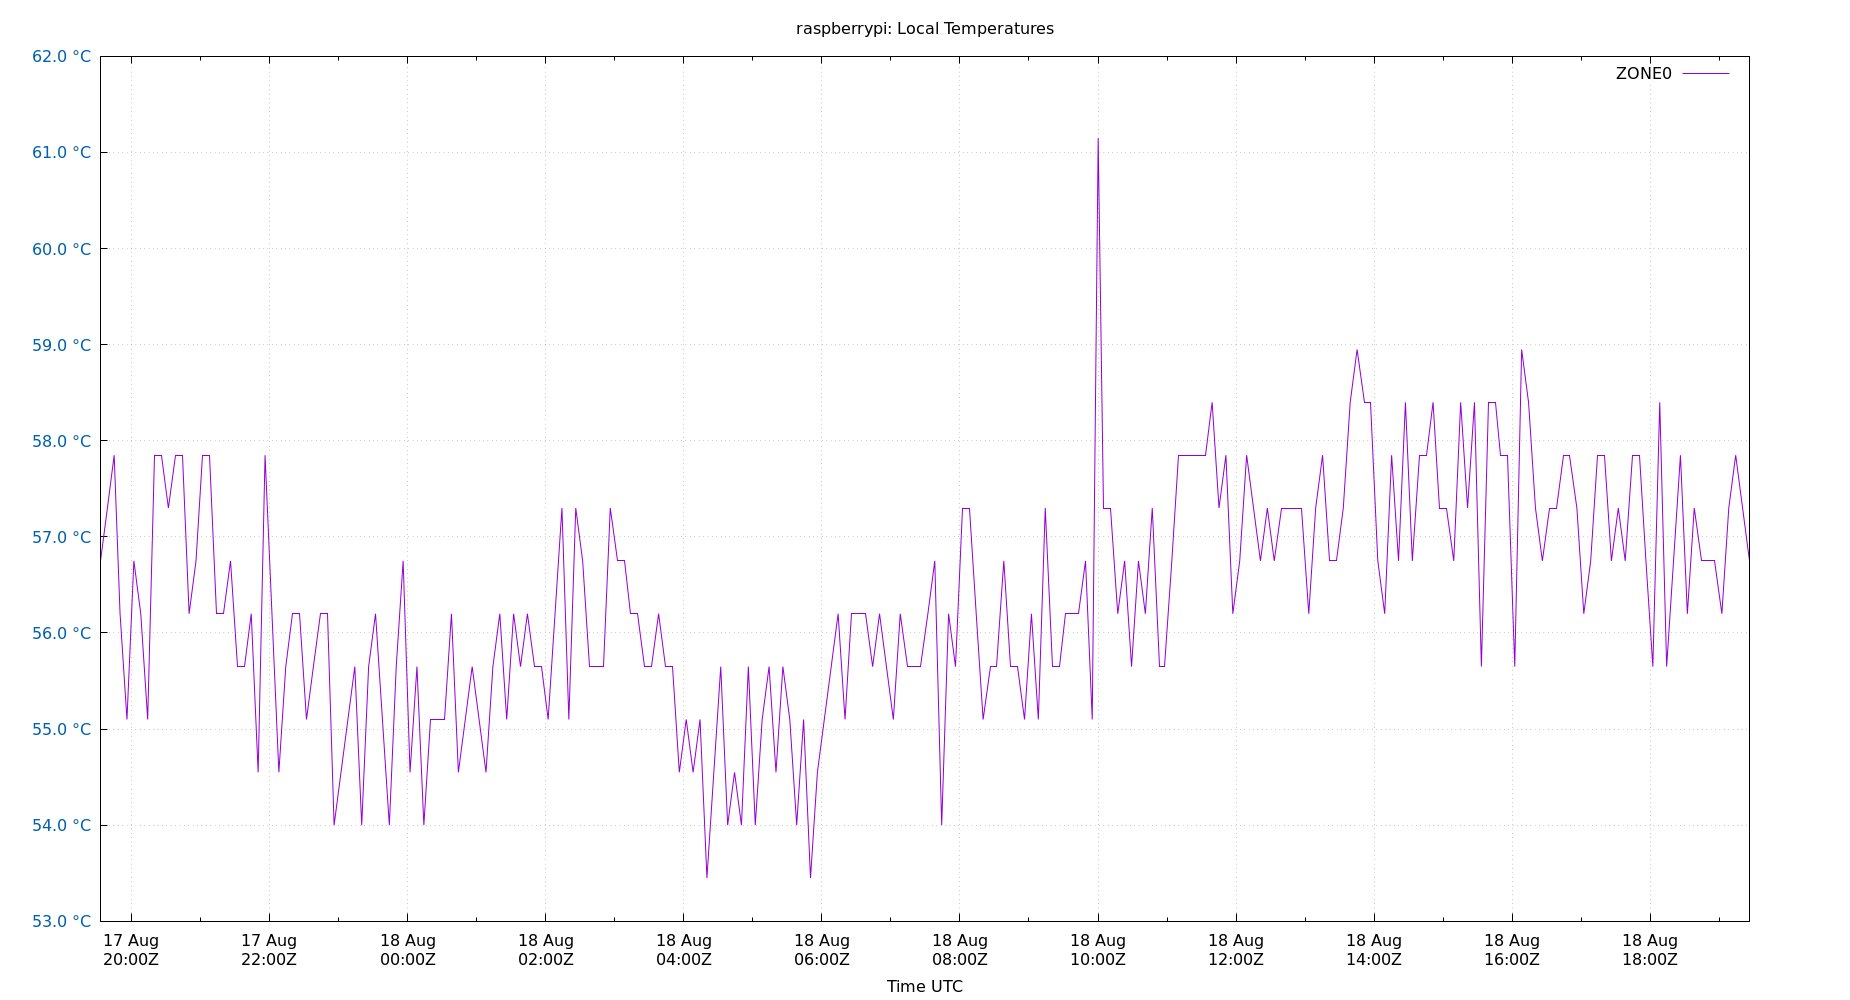 raspberrypi: Local Temperatures
62.0 °C
ZONE0
61.0 °C
60.0 °C
59.0 °C
58.0 °C
57.0 °C
56.0 °C
55.0 °C
54.0 °C
53.0 °C
17 Aug 17 Aug 18 Aug 18 Aug 18 Aug 18 Aug 18 Aug 18 Aug 18 Aug 18 Aug 18 Aug 18 Aug
20:00Z 22:00Z 00:00Z 02:00Z 04:00Z 06:00Z 08:00Z 10:00Z 12:00Z 14:00Z 16:00Z 18:00Z
Time UTC